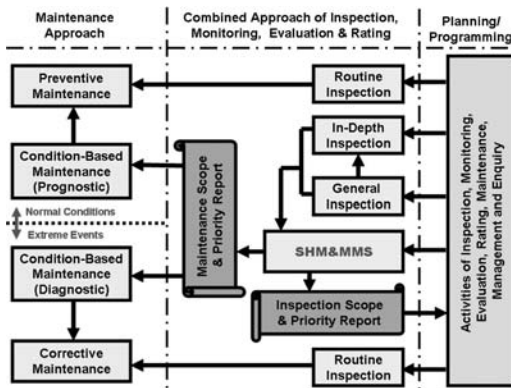 Maintenance
Approach
Combined Approach of Inspection,
Monitoring, Evaluation & Rating
Planning/
Programming
Preventive
Maintenance
Routine
Inspection
In-Depth
Inspection
Condition-Based
Maintenance
(Prognostic)
General
Inspection
Maintenance Scope
& Priority Report
Normal Conditions
Extreme Events
SHM&MMS
Condition-Based
Maintenance
(Diagnostic)
Inspection Scope
& Priority Report
Corrective
Maintenance
Routine
Inspection
Activities of Inspection, Monitoring,
Evaluation, Rating, Maintenance,
Management and Enquiry